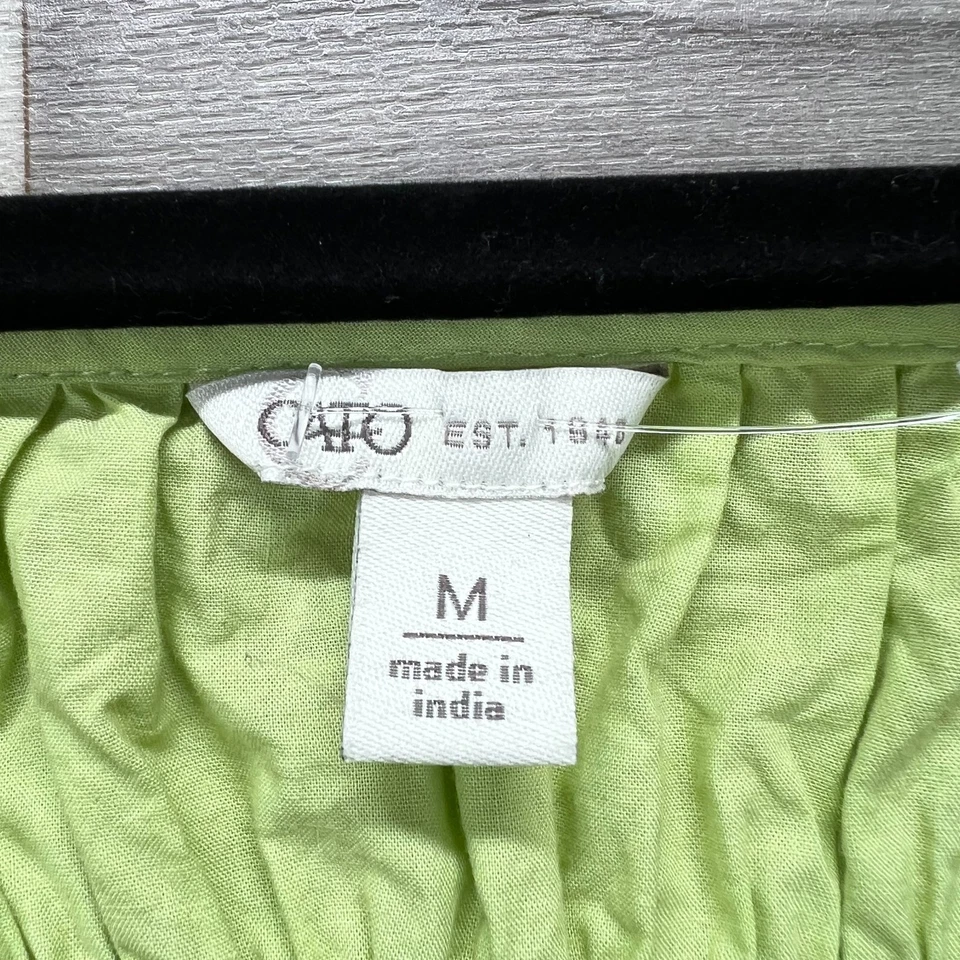 CATO EST. 1946
M
made in
india